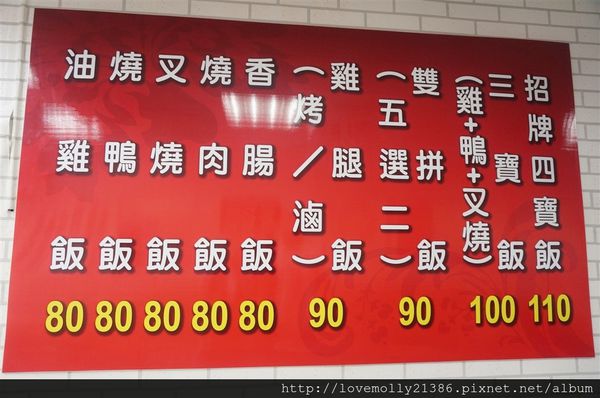 招牌四寶飯 110
三寶飯
(雞+鴨+叉燒) 100
雙拼飯
(五選二) 90
雞腿飯
(烤/滷) 90
香腸飯 80
燒肉飯 80
叉燒飯 80
燒鴨飯 80
油雞飯 80
http://lovemolly21386.pixnet.net/album